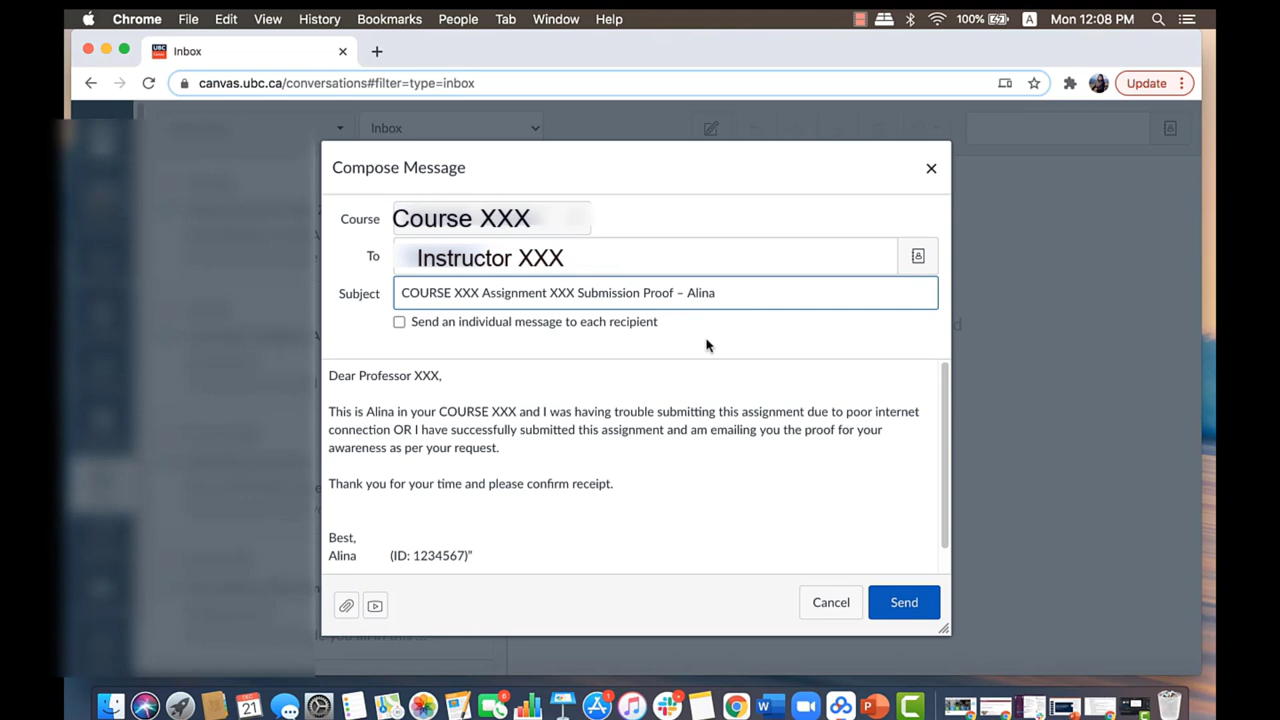 Chrome File Edit View History Bookmarks People Tab Window Help 100% A Mon 12:08 PM
UBC Inbox
canvas.ubc.ca/conversations#filter=type=inbox Update
Inbox
Compose Message
Course Course XXX
To Instructor XXX
Subject COURSE XXX Assignment XXX Submission Proof – Alina
Send an individual message to each recipient
Dear Professor XXX,
This is Alina in your COURSE XXX and I was having trouble submitting this assignment due to poor internet
connection OR I have successfully submitted this assignment and am emailing you the proof for your
awareness as per your request.
Thank you for your time and please confirm receipt.
Best,
Alina (ID: 1234567)”
Cancel Send
DEC
21 6 1 W P C